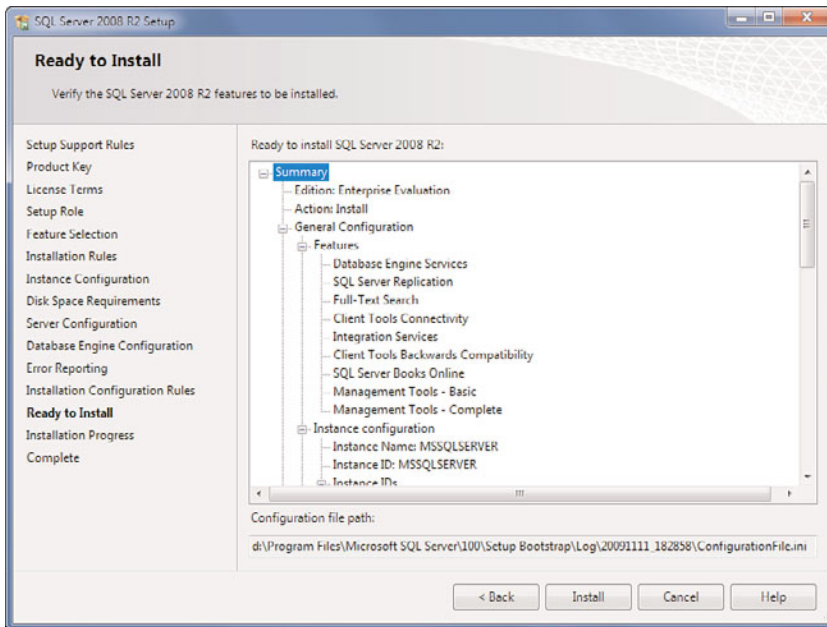 SQL Server 2008 R2 Setup
Ready to Install
Verify the SQL Server 2008 R2 features to be installed.
Setup Support Rules
Product Key
License Terms
Setup Role
Feature Selection
Installation Rules
Instance Configuration
Disk Space Requirements
Server Configuration
Database Engine Configuration
Error Reporting
Installation Configuration Rules
Ready to Install
Installation Progress
Complete
Ready to install SQL Server 2008 R2:
Summary
Edition: Enterprise Evaluation
Action: Install
General Configuration
Features
Database Engine Services
SQL Server Replication
Full-Text Search
Client Tools Connectivity
Integration Services
Client Tools Backwards Compatibility
SQL Server Books Online
Management Tools - Basic
Management Tools - Complete
Instance configuration
Instance Name: MSSQLSERVER
Instance ID: MSSQLSERVER
Instance IDs
Configuration file path:
d:\Program Files\Microsoft SQL Server\100\Setup Bootstrap\Log\20091111_182858\ConfigurationFile.ini
< Back
Install
Cancel
Help